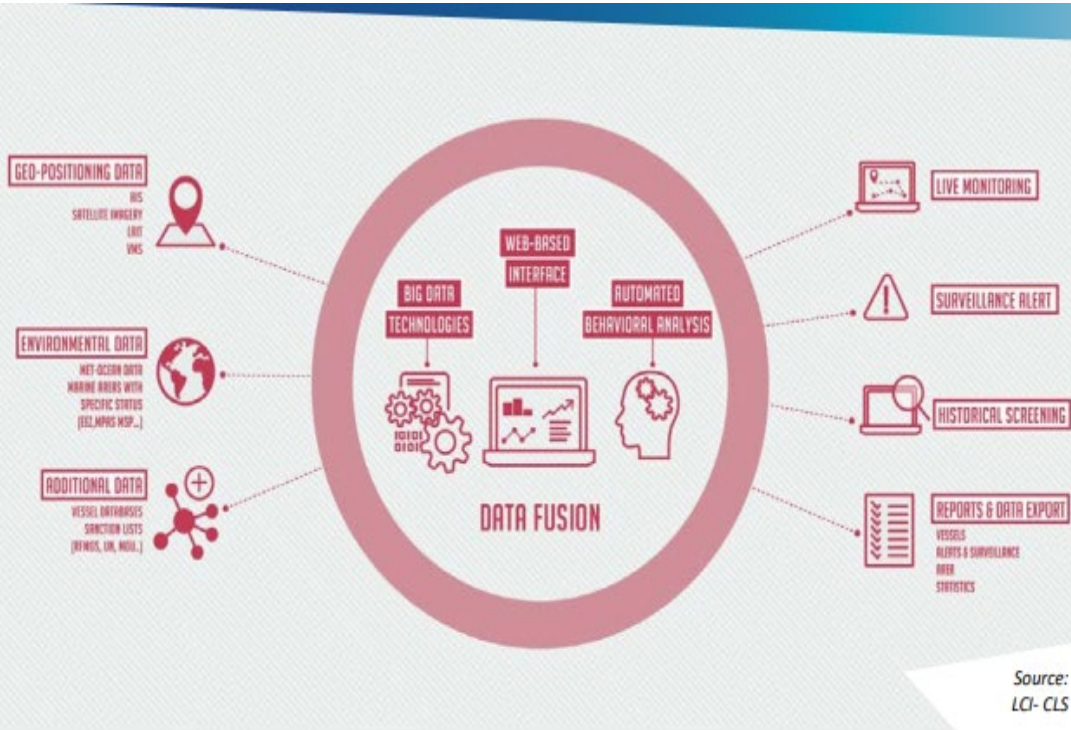 GEO-POSITIONING DATA
AIS
SATELLITE IMAGERY
LRIT
VMS
ENVIRONMENTAL DATA
MET-OCEAN DATA
MARINE AREAS WITH
SPECIFIC STATUS
(EEZ,MPAS MSP...)
ADDITIONAL DATA
VESSEL DATABASES
SANCTION LISTS
(RFMOS, UN, MOU..)
BIG DATA
TECHNOLOGIES
WEB-BASED
INTERFACE
AUTOMATED
BEHAVIORAL ANALYSIS
01010
0101
DATA FUSION
LIVE MONITORING
SURVEILLANCE ALERT
HISTORICAL SCREENING
REPORTS & DATA EXPORT
VESSELS
ALERTS & SURVEILLANCE
AREA
STATISTICS
Source:
LCI- CLS